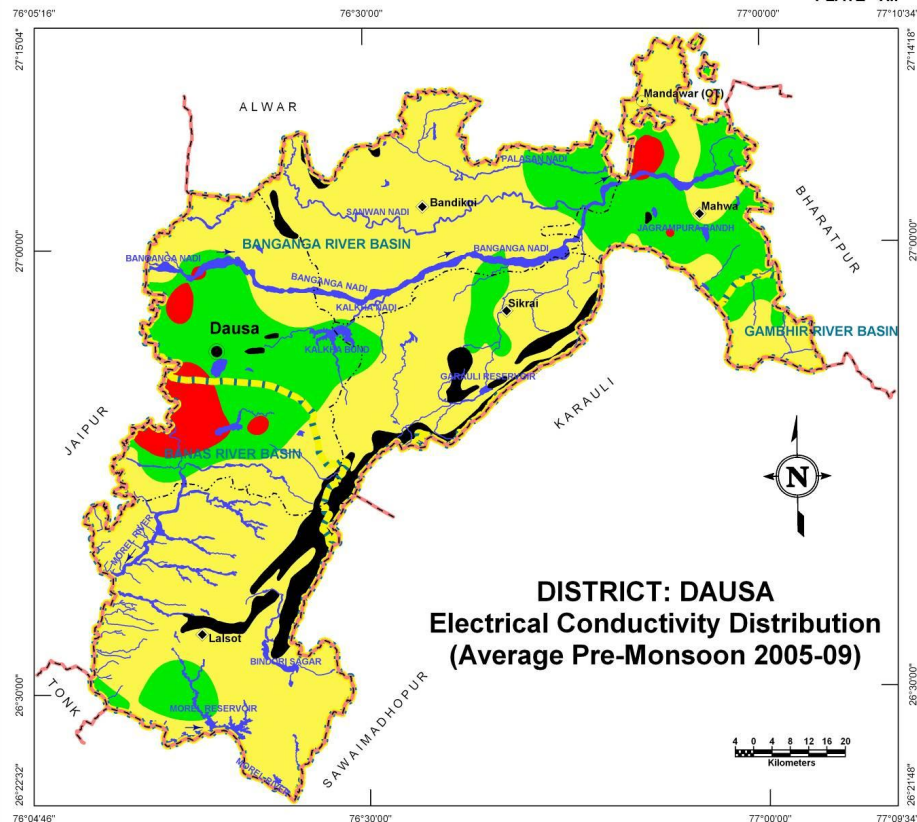 76°05'15"
76°30'00"
77°00'00"
77°10'34"
27°15'04"
27°14'18"
ALWAR
Mandawar (CT)
PALASAN NADI
Bandikui
SANWAN NADI
Mahwa
BHARATPUR
JAGRAMPURA BANDH
BANGANGA RIVER BASIN
BANGANGA NADI
27°00'00"
27°00'00"
BANGANGA NADI
BANGANGA NADI
KALKHA NADI
Sikrai
Dausa
GAMBHIR RIVER BASIN
KALKHA BUND
GARAULI RESERVOIR
KARAULI
JAIPUR
BANAS RIVER BASIN
N
MOREL RIVER
DISTRICT: DAUSA
Electrical Conductivity Distribution
(Average Pre-Monsoon 2005-09)
Lalsot
BINDORI SAGAR
26°30'00"
26°30'00"
TONK
MOREL RESERVOIR
SAWAIMADHOPUR
4 0 4 8 12 16 20
Kilometers
MOREL RIVER
26°22'32"
26°21'48"
76°04'46"
76°30'00"
77°00'00"
77°09'34"